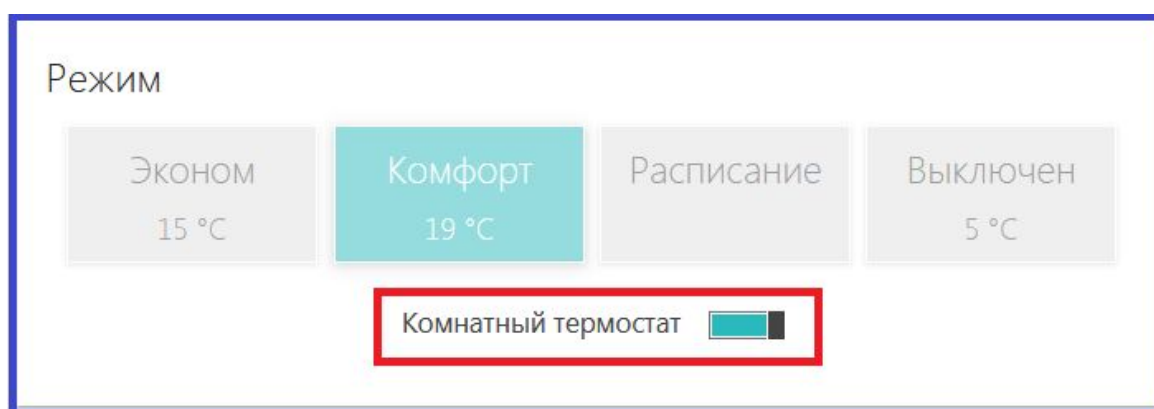 Режим
Эконом
15 °C
Комфорт
19 °C
Расписание
Выключен
5 °C
Комнатный термостат